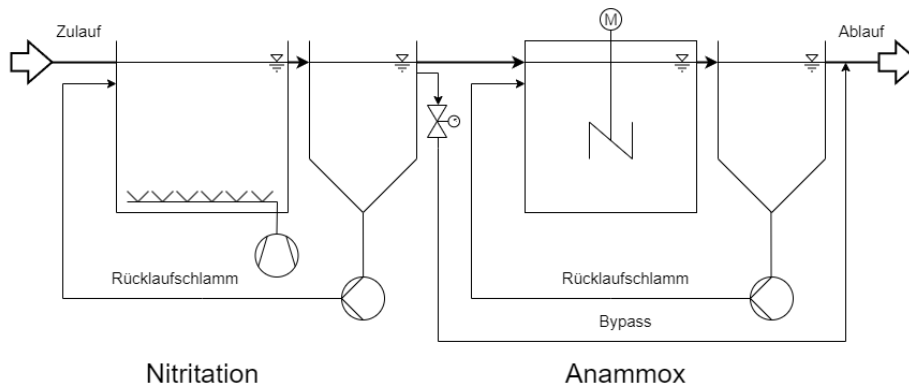 M
Zulauf
Ablauf
Rücklaufschlamm
Rücklaufschlamm
Bypass
Nitritation
Anammox